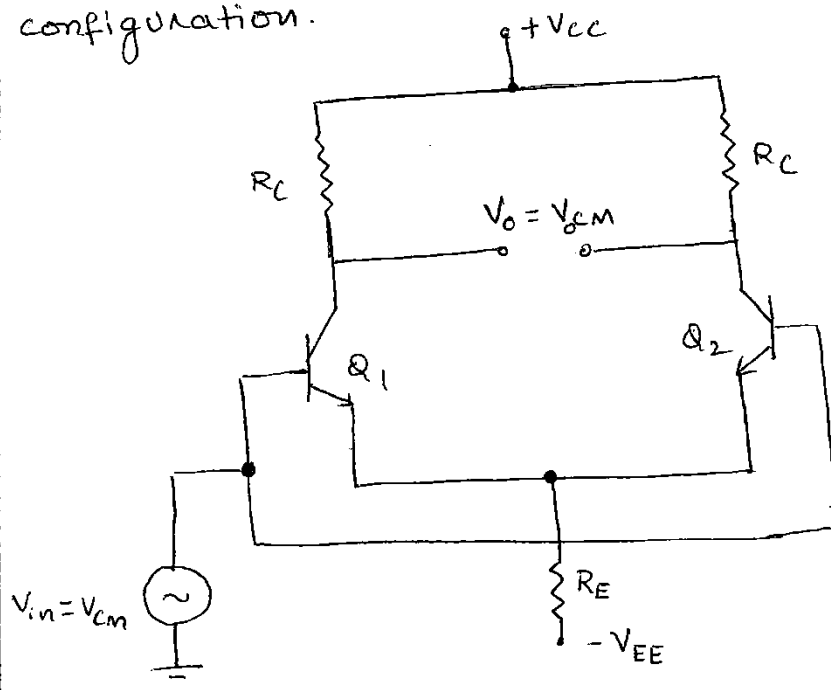 configuration.
+Vcc
RC
RC
Vo = VoCM
Q1
Q2
Vin = Vcm
RE
-VEE